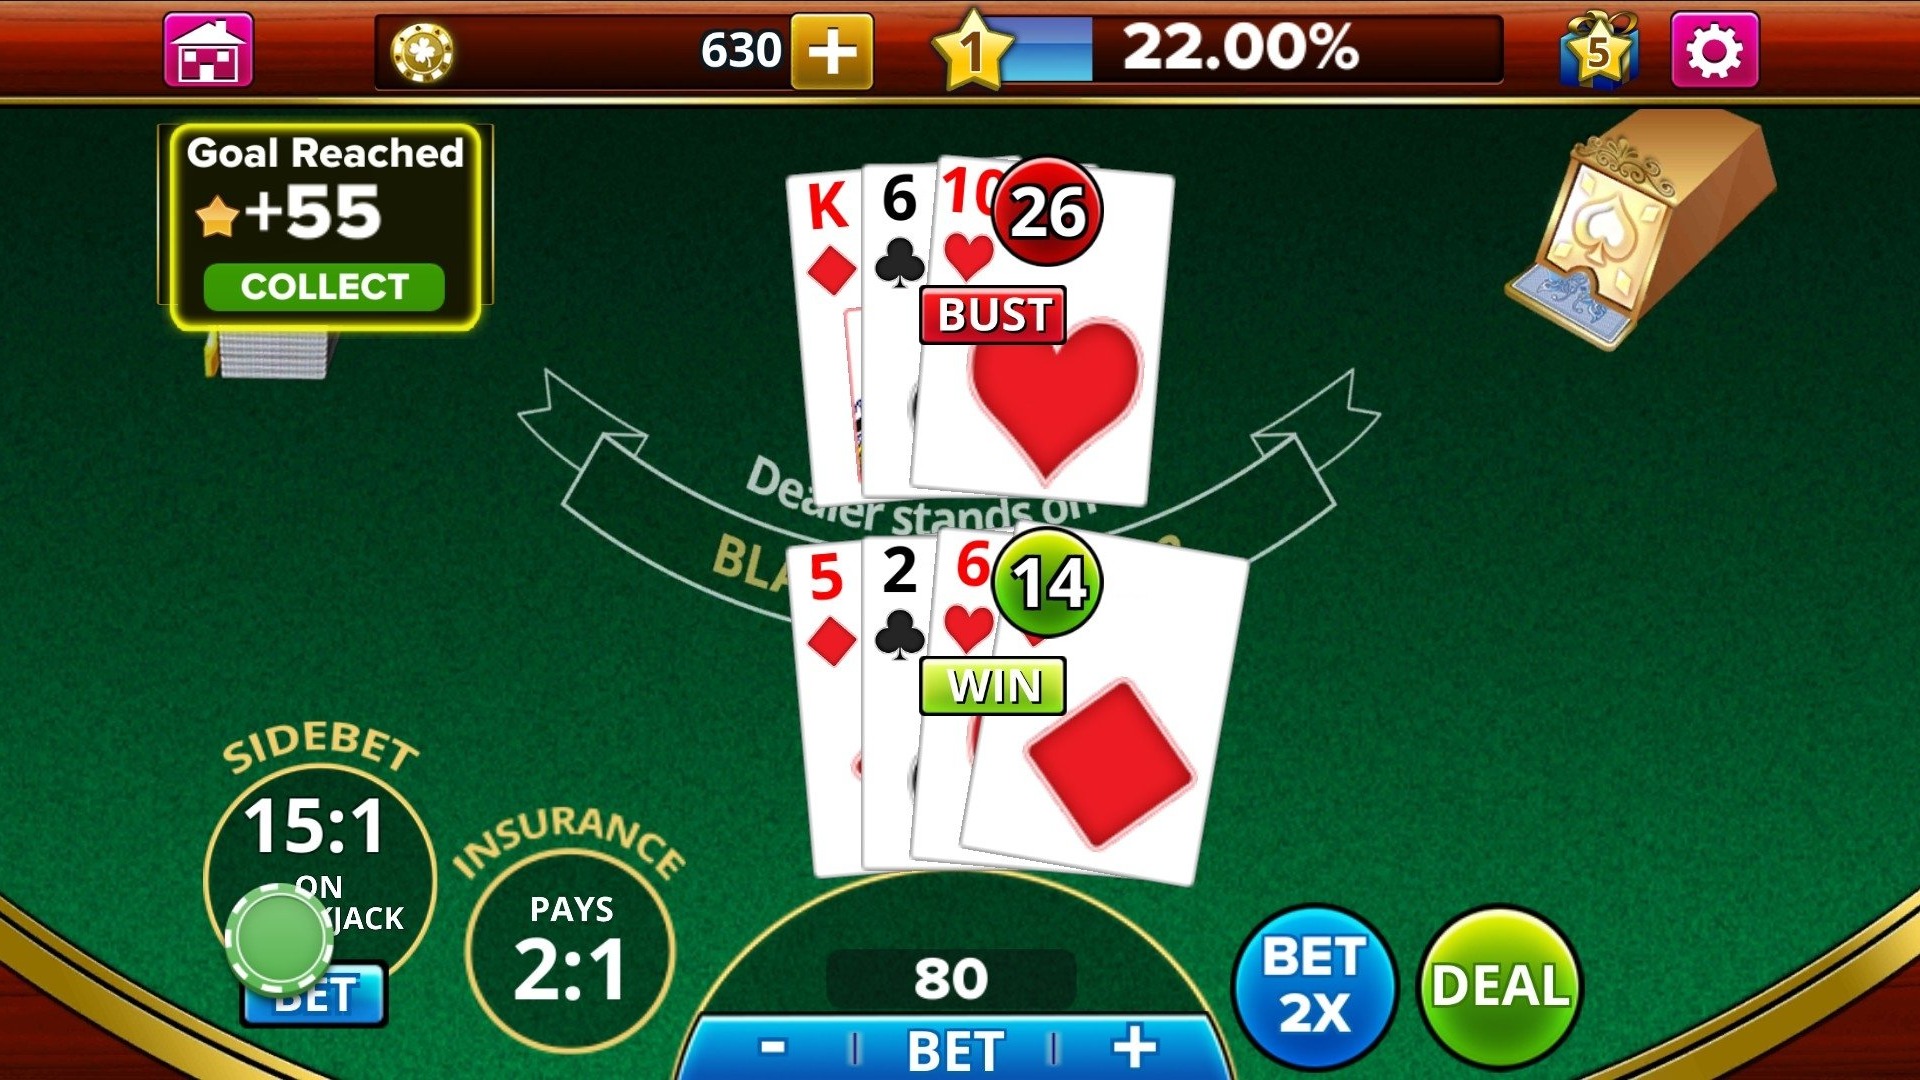 630
1
22.00%
5
Goal Reached
+55
COLLECT
K
6
10
26
BUST
Dealer stands on
5
2
6
14
WIN
SIDEBET
15:1
ON
BET
INSURANCE
PAYS
2:1
80
- BET +
BET
2X
DEAL